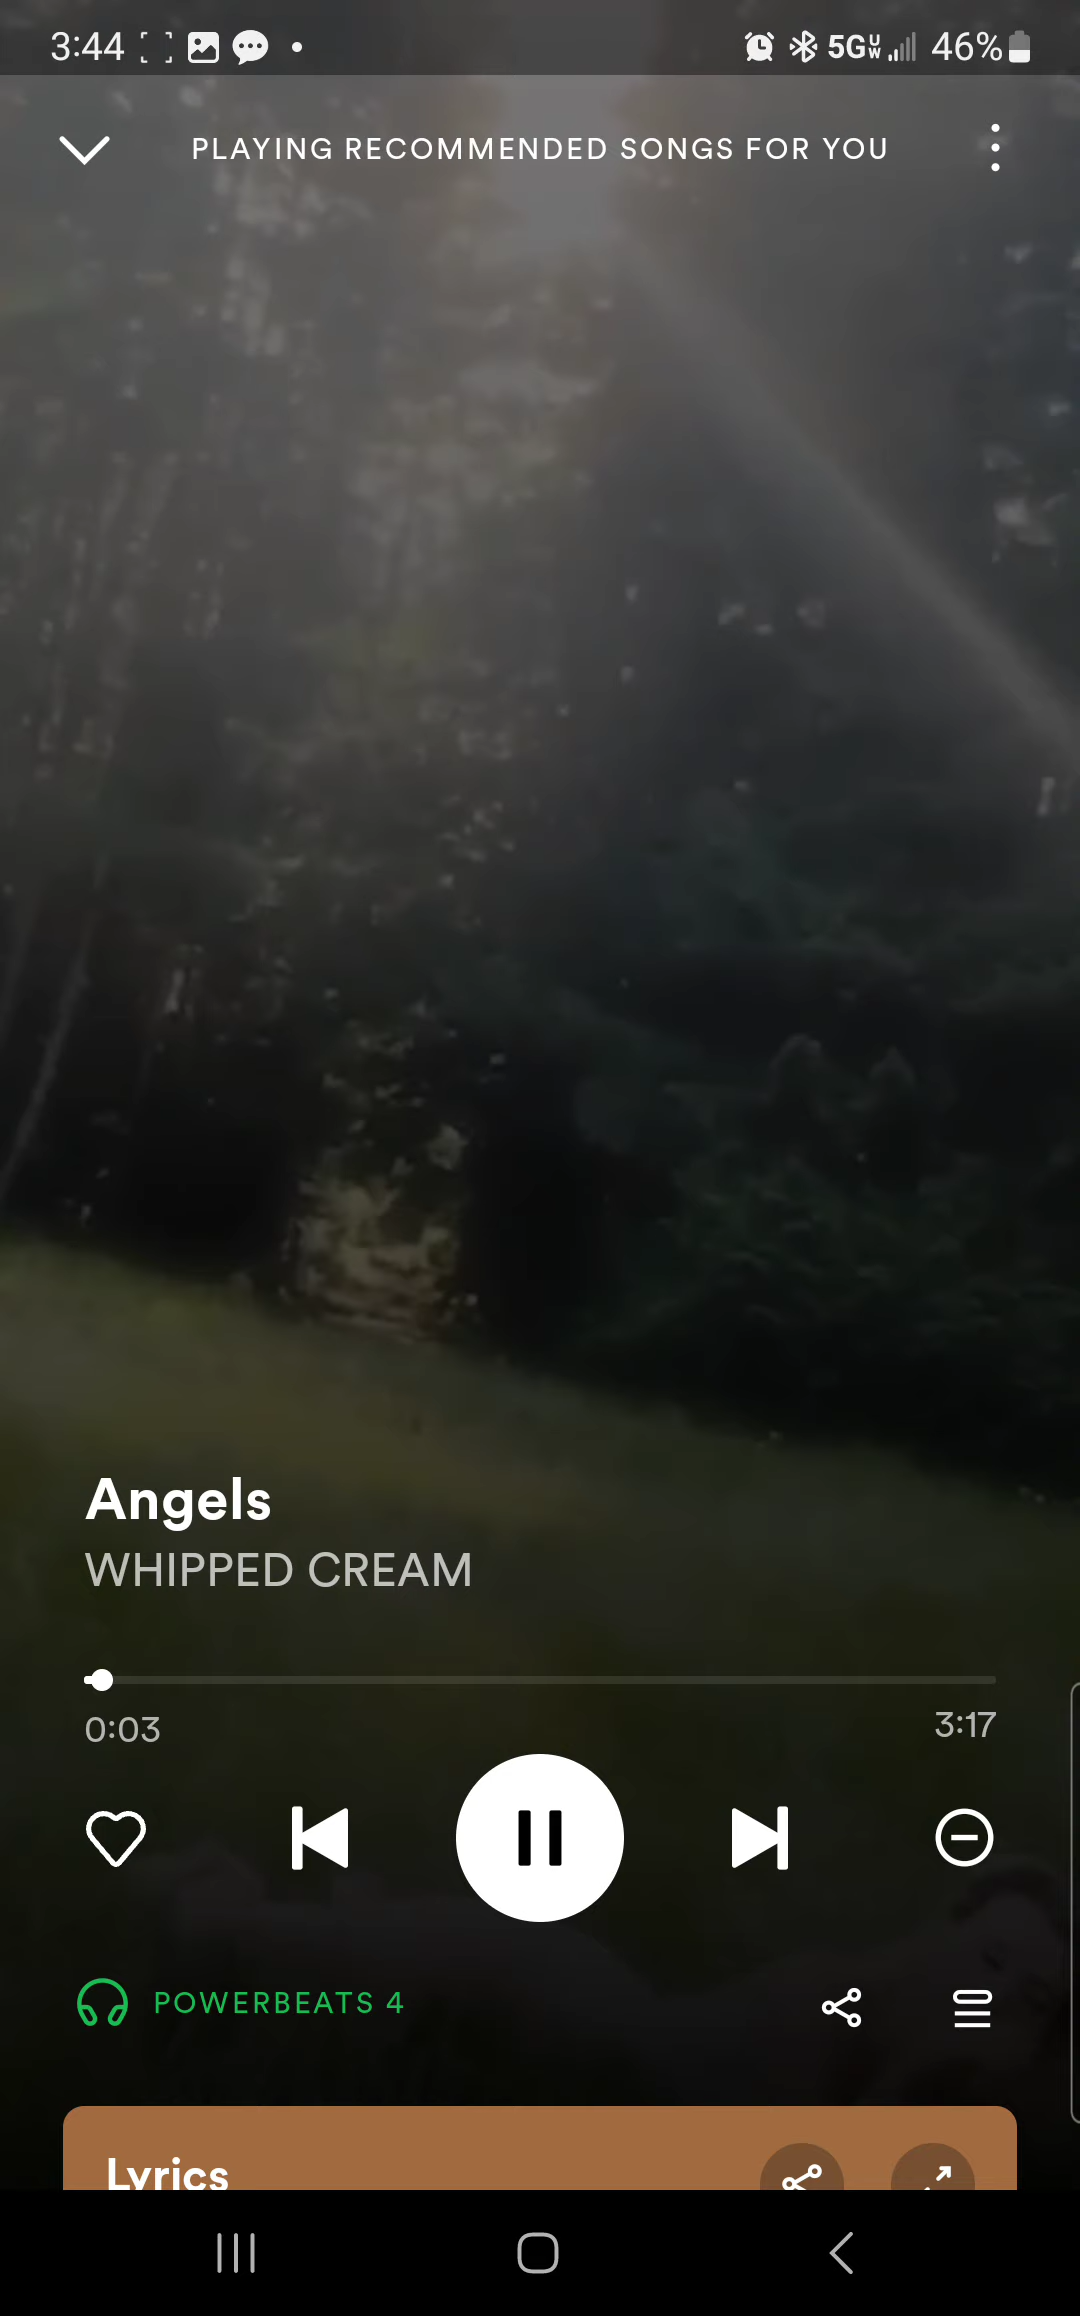 3:44
5G UW 46%
PLAYING RECOMMENDED SONGS FOR YOU
Angels
WHIPPED CREAM
0:03
3:17
POWERBEATS 4
Lyrics